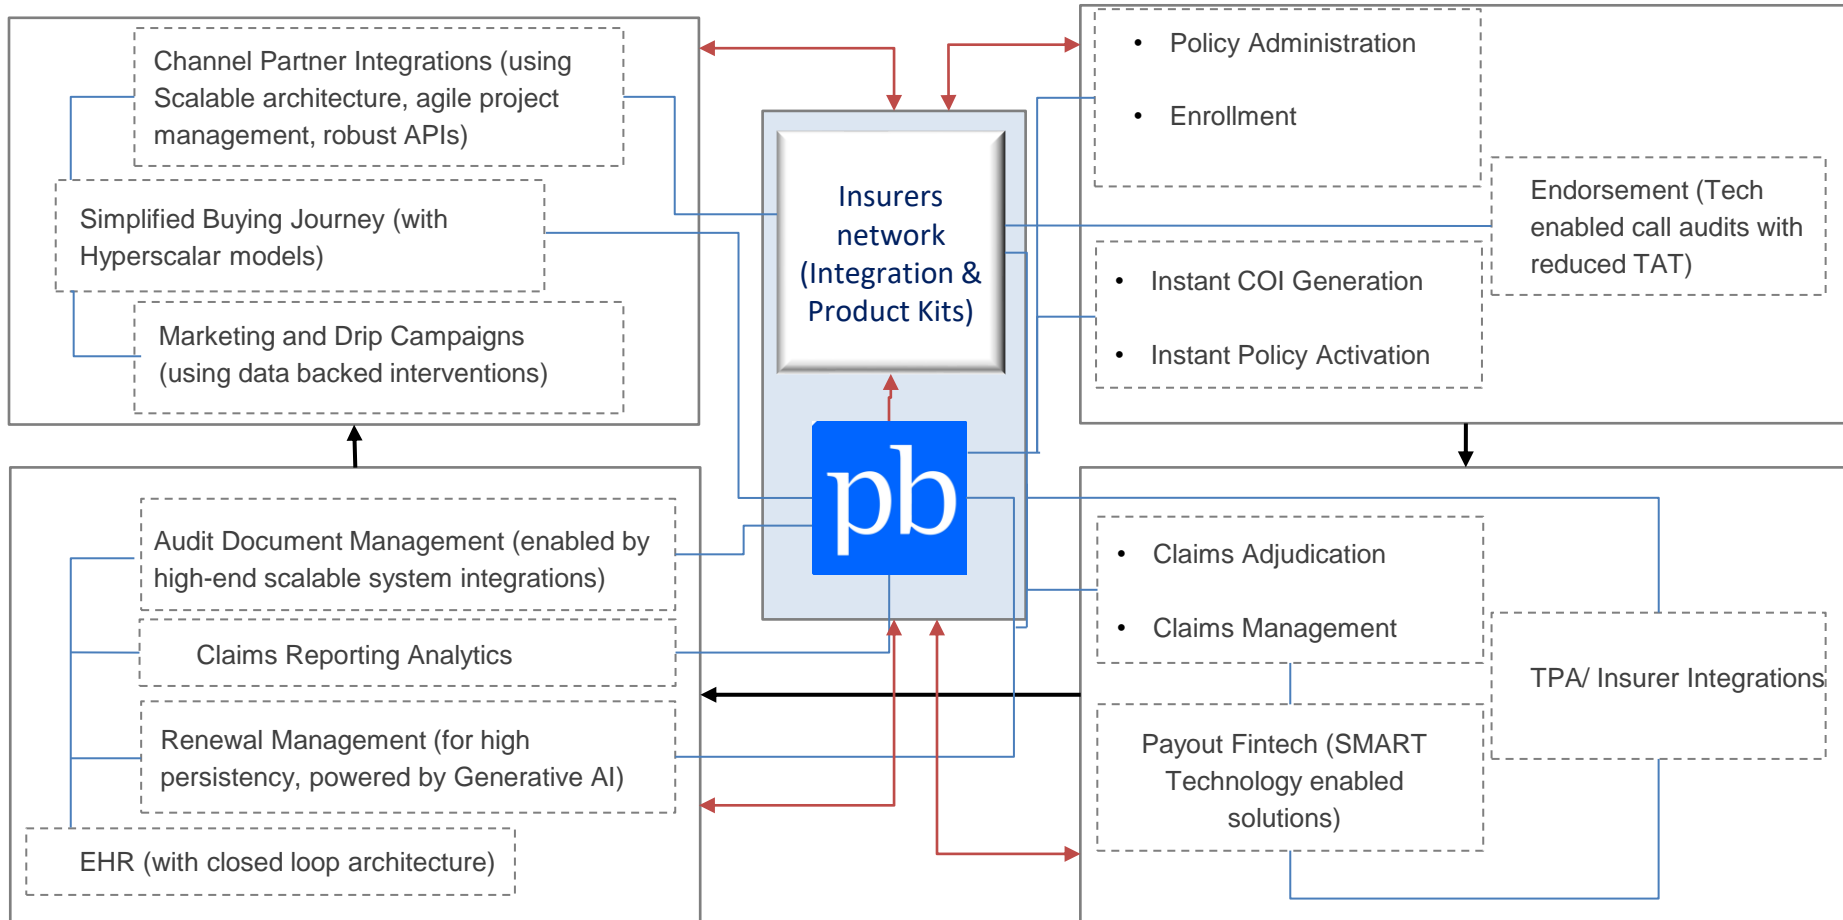 Channel Partner Integrations (using
Scalable architecture, agile project
management, robust APIs)
Simplified Buying Journey (with
Hyperscalar models)
Marketing and Drip Campaigns
(using data backed interventions)
Insurers
network
(Integration &
Product Kits)
pb
• Policy Administration
• Enrollment
Endorsement (Tech
enabled call audits with
reduced TAT)
• Instant COI Generation
• Instant Policy Activation
Audit Document Management (enabled by
high-end scalable system integrations)
Claims Reporting Analytics
Renewal Management (for high
persistency, powered by Generative AI)
EHR (with closed loop architecture)
• Claims Adjudication
• Claims Management
TPA/ Insurer Integrations
Payout Fintech (SMART
Technology enabled
solutions)